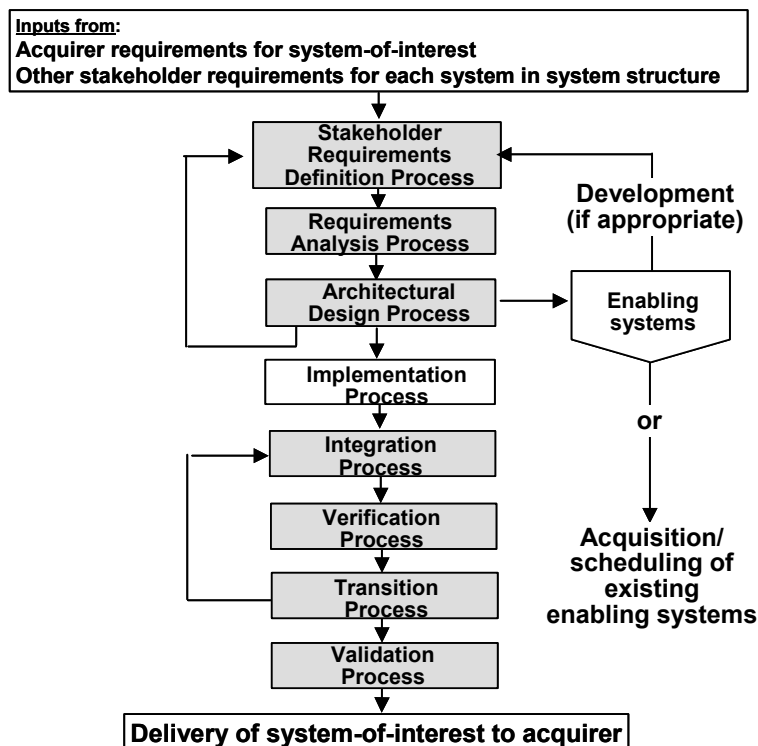 Inputs from:
Acquirer requirements for system-of-interest
Other stakeholder requirements for each system in system structure
Stakeholder
Requirements
Definition Process
Development
(if appropriate)
Requirements
Analysis Process
Architectural
Design Process
Enabling
systems
Implementation
Process
or
Integration
Process
Verification
Process
Acquisition/
scheduling of
existing
enabling systems
Transition
Process
Validation
Process
Delivery of system-of-interest to acquirer